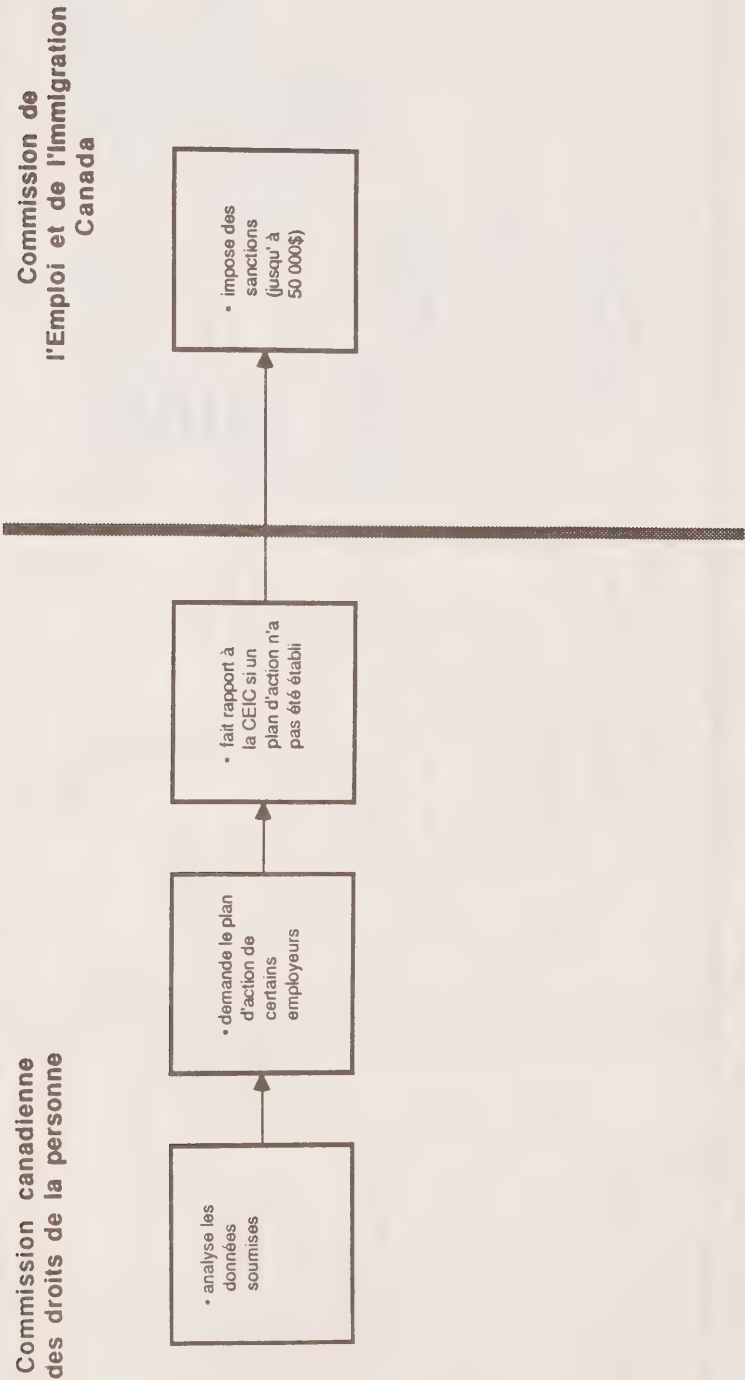 Commission canadienne
des droits de la personne
Commission de
l'Emploi et de l'Immigration
Canada
• analyse les
données
soumises
• demande le plan
d'action de
certains
employeurs
• fait rapport à
la CEIC si un
plan d'action n'a
pas été établi
• impose des
sanctions
(jusqu' à
50 000$)